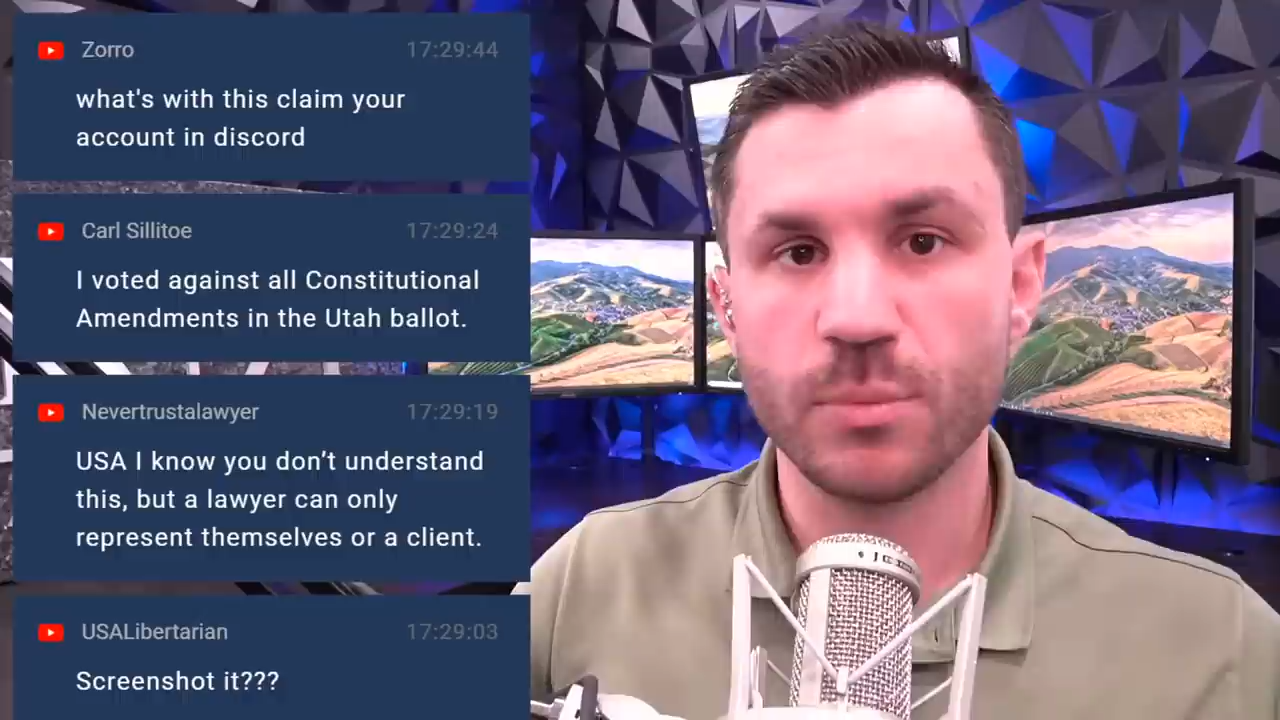 Zorro 17:29:44
what's with this claim your
account in discord
Carl Sillitoe 17:29:24
I voted against all Constitutional
Amendments in the Utah ballot.
Nevertrustalawyer 17:29:19
USA I know you don’t understand
this, but a lawyer can only
represent themselves or a client.
USALibertarian 17:29:03
Screenshot it???